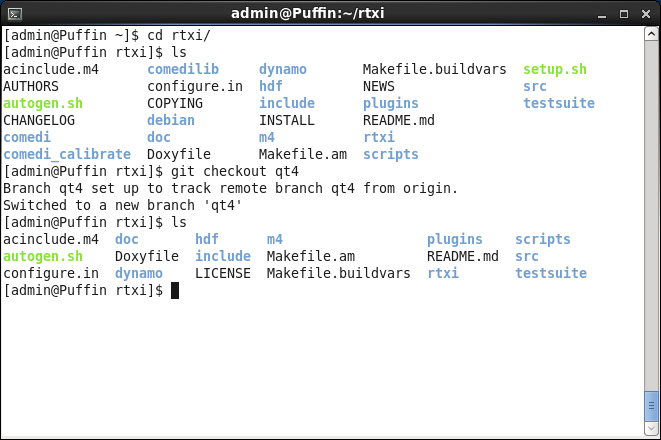 admin@Puffin:~/rtxi
[admin@Puffin ~]$ cd rtxi/
[admin@Puffin rtxi]$ ls
acinclude.m4      comedilib     dynamo       Makefile.buildvars  setup.sh
AUTHORS           configure.in  hdf          NEWS                src
autogen.sh        COPYING       include      plugins             testsuite
CHANGELOG         debian        INSTALL      README.md
comedi            doc           m4           rtxi
comedi_calibrate  Doxyfile      Makefile.am  scripts
[admin@Puffin rtxi]$ git checkout qt4
Branch qt4 set up to track remote branch qt4 from origin.
Switched to a new branch 'qt4'
[admin@Puffin rtxi]$ ls
acinclude.m4  doc       hdf      m4                  plugins    scripts
autogen.sh    Doxyfile  include  Makefile.am         README.md  src
configure.in  dynamo    LICENSE  Makefile.buildvars  rtxi       testsuite
[admin@Puffin rtxi]$